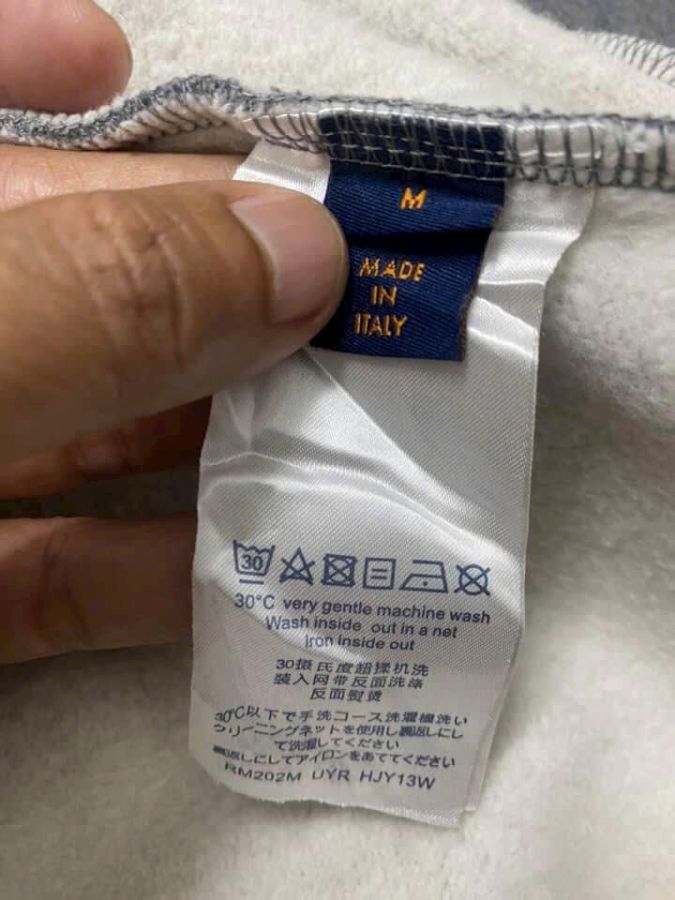 M
MADE
IN
ITALY
30
30°C very gentle machine wash
Wash inside out in a net
Iron inside out
30摄氏度超揉机洗
装入网带反面洗涤
反面熨烫
30℃以下で手洗コース洗濯機洗い
クリーニングネットを使用し裏返しにし
て洗濯してください
裏返しにしてアイロンをあててください
RM202M UYR HJY13W